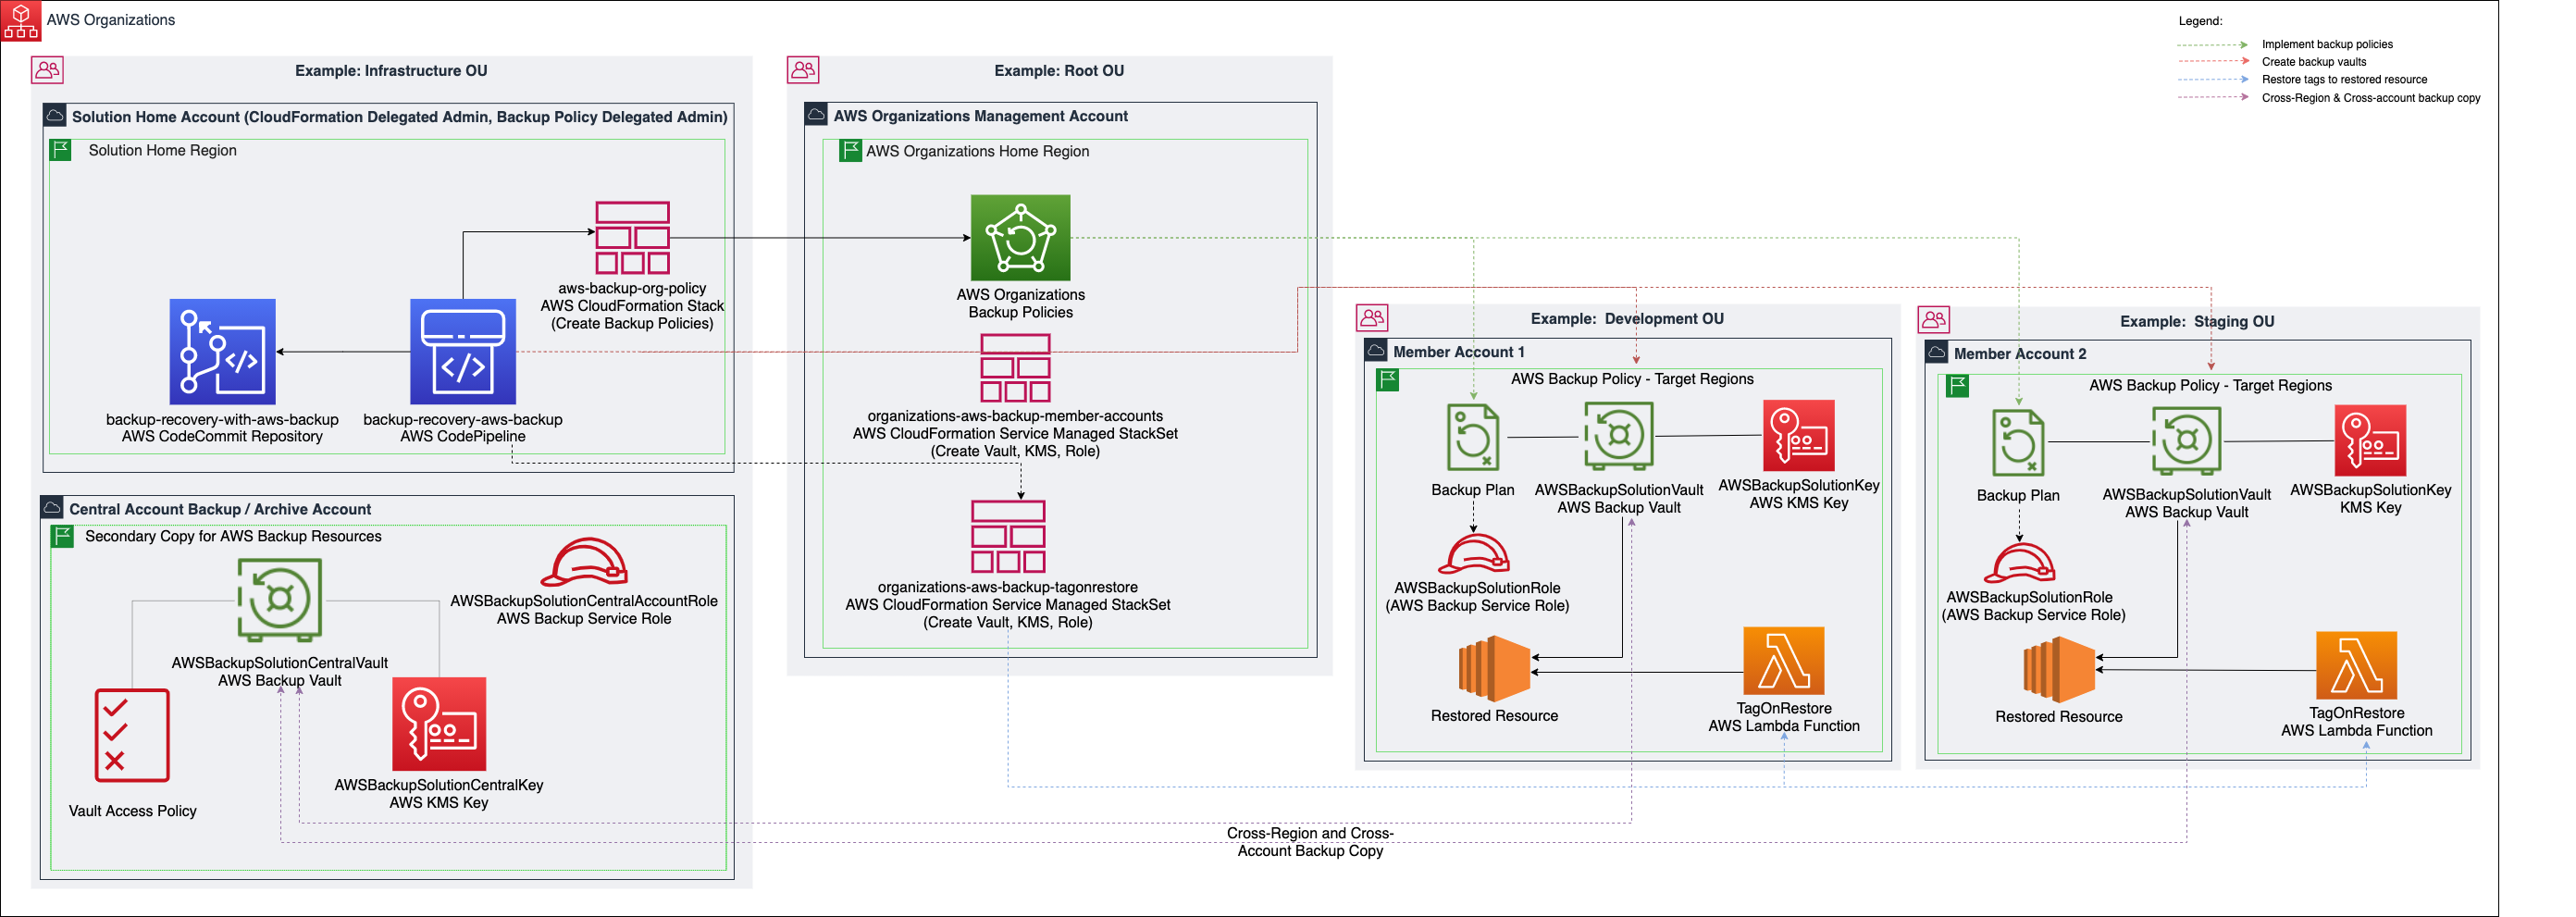 AWS Organizations
Legend:
Implement backup policies
Create backup vaults
Restore tags to restored resource
Cross-Region & Cross-account backup copy
Example: Infrastructure OU
Solution Home Account (CloudFormation Delegated Admin, Backup Policy Delegated Admin)
Solution Home Region
aws-backup-org-policy
AWS CloudFormation Stack
(Create Backup Policies)
backup-recovery-with-aws-backup
AWS CodeCommit Repository
backup-recovery-aws-backup
AWS CodePipeline
Central Account Backup / Archive Account
Secondary Copy for AWS Backup Resources
AWSBackupSolutionCentralAccountRole
AWS Backup Service Role
AWSBackupSolutionCentralVault
AWS Backup Vault
Vault Access Policy
AWSBackupSolutionCentralKey
AWS KMS Key
Example: Root OU
AWS Organizations Management Account
AWS Organizations Home Region
AWS Organizations
Backup Policies
organizations-aws-backup-member-accounts
AWS CloudFormation Service Managed StackSet
(Create Vault, KMS, Role)
organizations-aws-backup-tagonrestore
AWS CloudFormation Service Managed StackSet
(Create Vault, KMS, Role)
Example: Development OU
Member Account 1
AWS Backup Policy - Target Regions
Backup Plan
AWSBackupSolutionVault
AWS Backup Vault
AWSBackupSolutionKey
AWS KMS Key
AWSBackupSolutionRole
(AWS Backup Service Role)
Restored Resource
TagOnRestore
AWS Lambda Function
Example: Staging OU
Member Account 2
AWS Backup Policy - Target Regions
Backup Plan
AWSBackupSolutionVault
AWS Backup Vault
AWSBackupSolutionKey
KMS Key
AWSBackupSolutionRole
(AWS Backup Service Role)
Restored Resource
TagOnRestore
AWS Lambda Function
Cross-Region and Cross-
Account Backup Copy